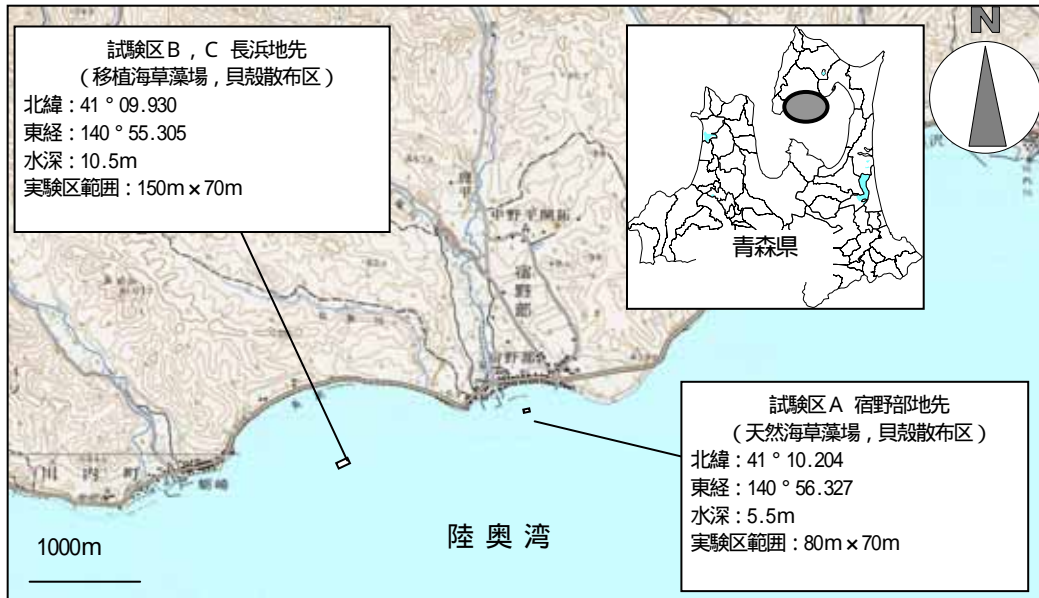 試験区B,C 長浜地先
(移植海草藻場,貝殻散布区)
北緯:41°09.930
東経:140°55.305
水深:10.5m
実験区範囲:150m×70m
N
青森県
中野平開拓
宿野部
川内町
蛎崎
試験区A 宿野部地先
(天然海草藻場,貝殻散布区)
北緯:41°10.204
東経:140°56.327
水深:5.5m
実験区範囲:80m×70m
陸奥湾
1000m